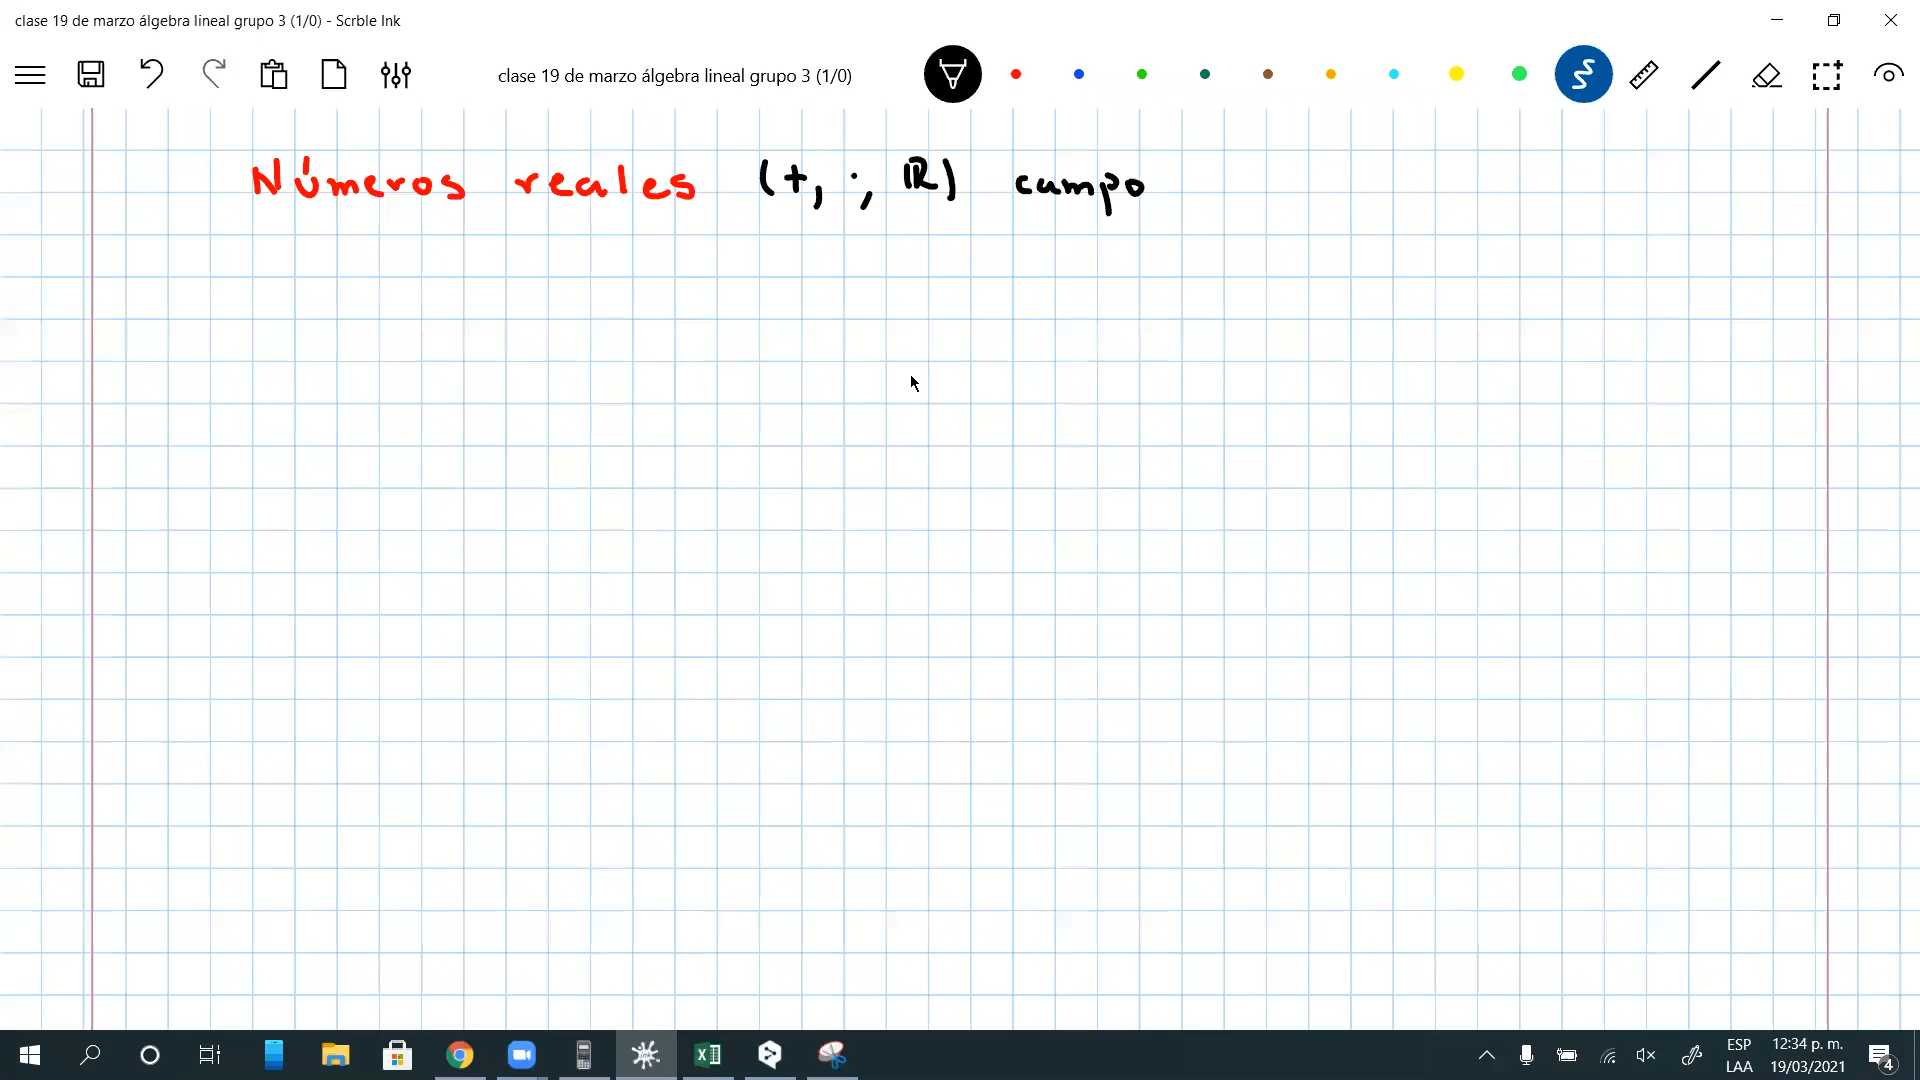 clase 19 de marzo álgebra lineal grupo 3 (1/0) - Scrble Ink
clase 19 de marzo álgebra lineal grupo 3 (1/0)
Números reales (+, ·, ℝ) campo
ESP 12:34 p. m.
LAA 19/03/2021 4